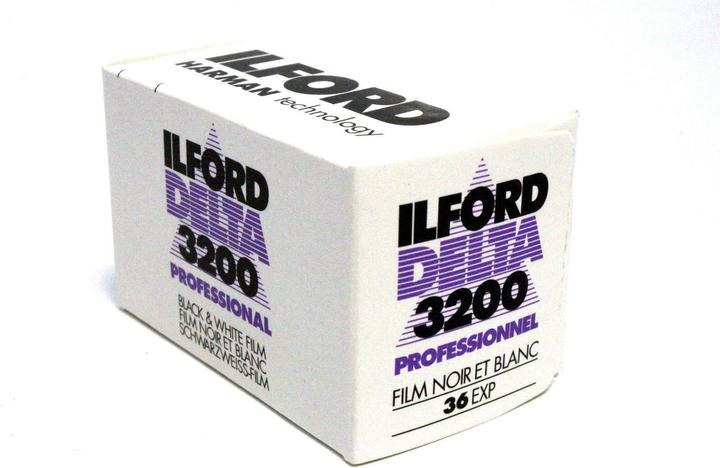 ILFORD
HARMAN technology
ILFORD
DELTA
3200
PROFESSIONAL
BLACK & WHITE FILM
FILM NOIR ET BLANC
SCHWARZWEISS-FILM
ILFORD
DELTA
3200
PROFESSIONNEL
FILM NOIR ET BLANC
36 EXP